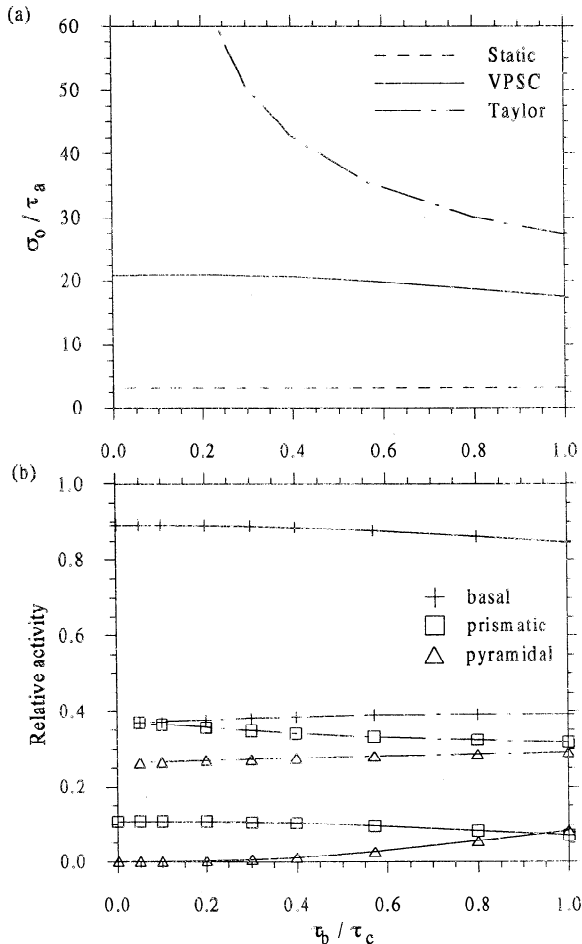 (a)
60
50
40
30
20
10
0
σ₀ / τₐ
Static
VPSC
Taylor
0.0 0.2 0.4 0.6 0.8 1.0
(b)
1.0
0.8
0.6
0.4
0.2
0.0
Relative activity
basal
prismatic
pyramidal
0.0 0.2 0.4 0.6 0.8 1.0
τ_b / τ_c